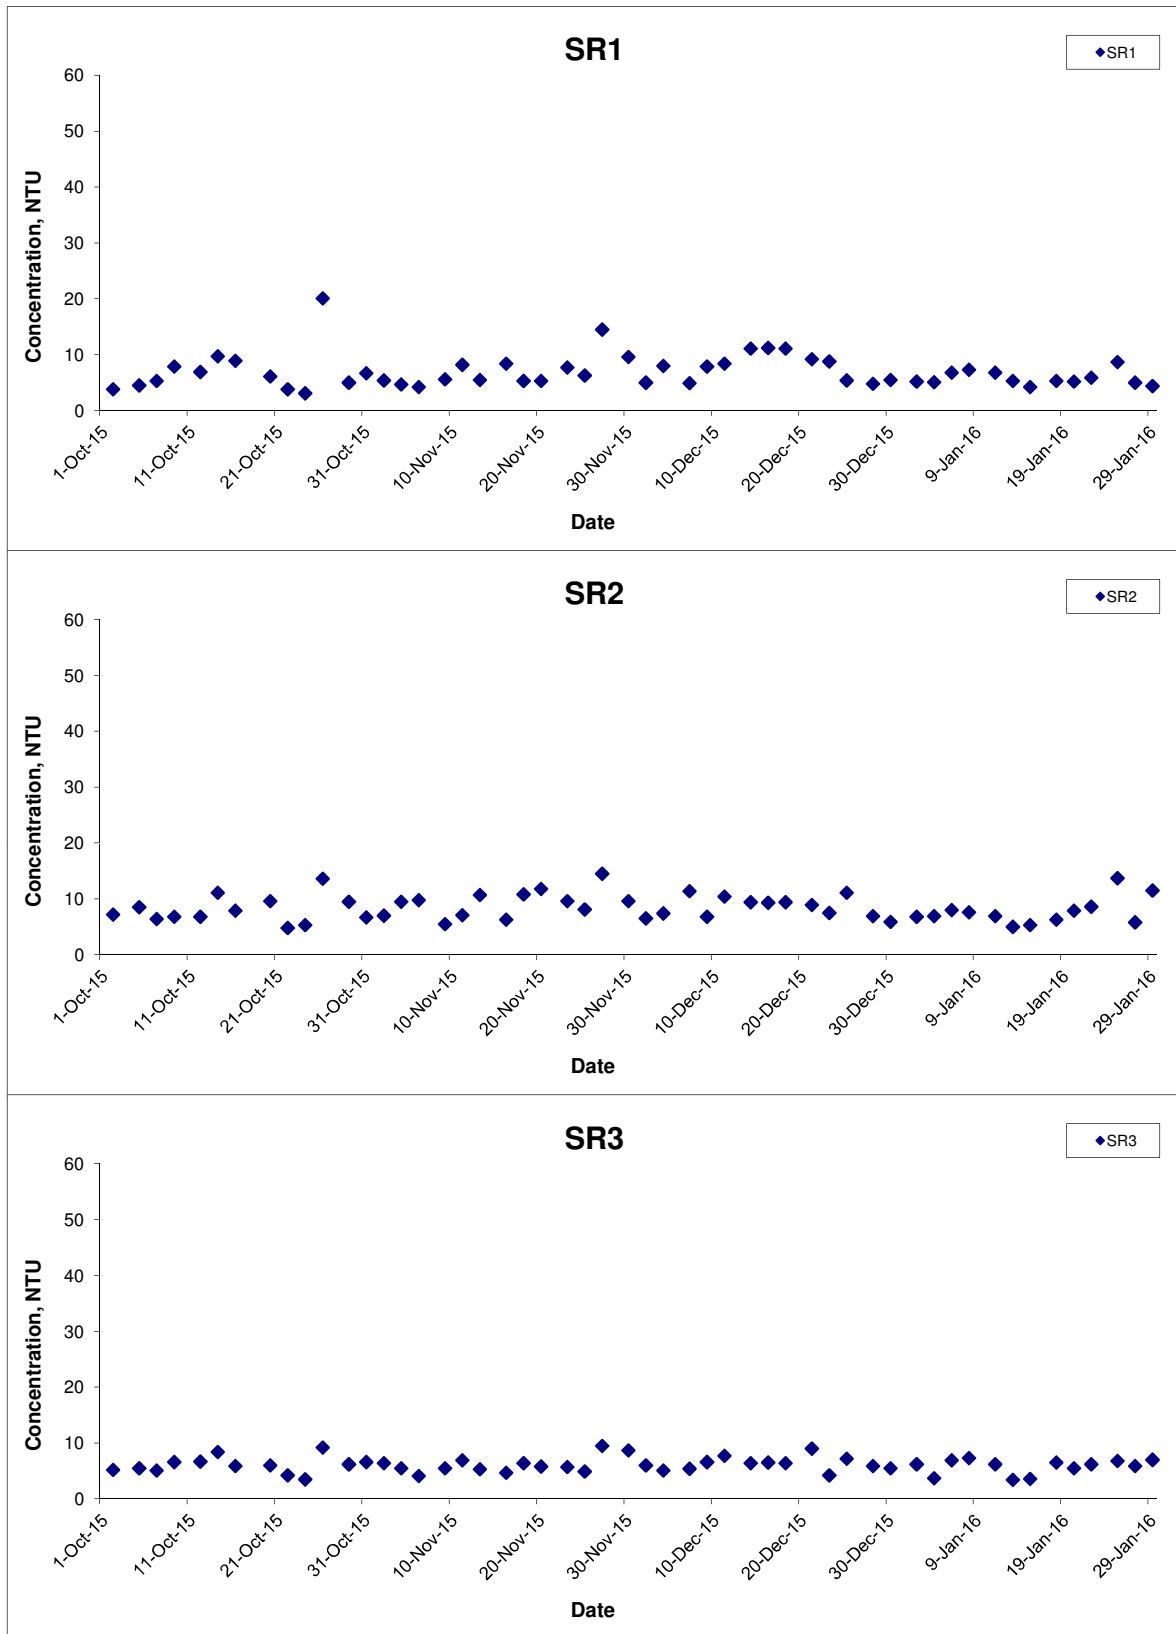 SR1
SR1
Concentration, NTU
60
50
40
30
20
10
0
1-Oct-15
11-Oct-15
21-Oct-15
31-Oct-15
10-Nov-15
20-Nov-15
30-Nov-15
10-Dec-15
20-Dec-15
30-Dec-15
9-Jan-16
19-Jan-16
29-Jan-16
Date
SR2
SR2
Concentration, NTU
60
50
40
30
20
10
0
1-Oct-15
11-Oct-15
21-Oct-15
31-Oct-15
10-Nov-15
20-Nov-15
30-Nov-15
10-Dec-15
20-Dec-15
30-Dec-15
9-Jan-16
19-Jan-16
29-Jan-16
Date
SR3
SR3
Concentration, NTU
60
50
40
30
20
10
0
1-Oct-15
11-Oct-15
21-Oct-15
31-Oct-15
10-Nov-15
20-Nov-15
30-Nov-15
10-Dec-15
20-Dec-15
30-Dec-15
9-Jan-16
19-Jan-16
29-Jan-16
Date